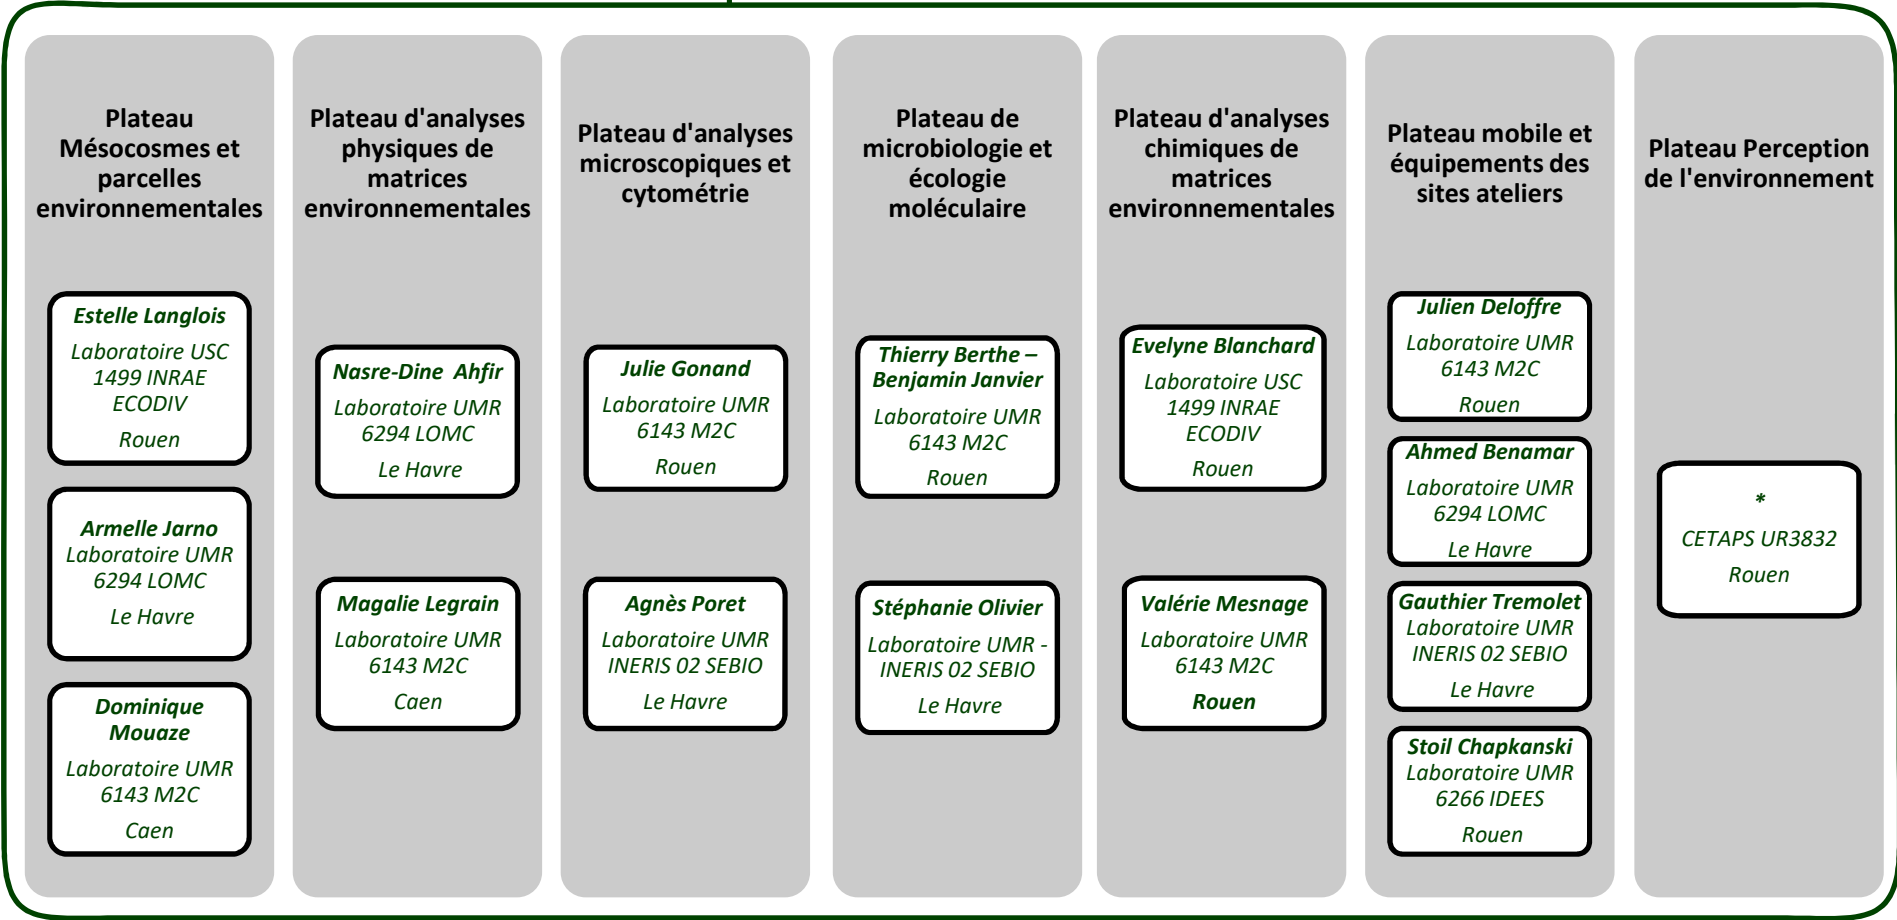 Plateau
Mésocosmes et
parcelles
environnementales
Estelle Langlois
Laboratoire USC
1499 INRAE
ECODIV
Rouen
Armelle Jarno
Laboratoire UMR
6294 LOMC
Le Havre
Dominique
Mouaze
Laboratoire UMR
6143 M2C
Caen
Plateau d'analyses
physiques de
matrices
environnementales
Nasre-Dine Ahfir
Laboratoire UMR
6294 LOMC
Le Havre
Magalie Legrain
Laboratoire UMR
6143 M2C
Caen
Plateau d'analyses
microscopiques et
cytométrie
Julie Gonand
Laboratoire UMR
6143 M2C
Rouen
Agnès Poret
Laboratoire UMR
INERIS 02 SEBIO
Le Havre
Plateau de
microbiologie et
écologie
moléculaire
Thierry Berthe –
Benjamin Janvier
Laboratoire UMR
6143 M2C
Rouen
Stéphanie Olivier
Laboratoire UMR -
INERIS 02 SEBIO
Le Havre
Plateau d'analyses
chimiques de
matrices
environnementales
Evelyne Blanchard
Laboratoire USC
1499 INRAE
ECODIV
Rouen
Valérie Mesnage
Laboratoire UMR
6143 M2C
Rouen
Plateau mobile et
équipements des
sites ateliers
Julien Deloffre
Laboratoire UMR
6143 M2C
Rouen
Ahmed Benamar
Laboratoire UMR
6294 LOMC
Le Havre
Gauthier Tremolet
Laboratoire UMR
INERIS 02 SEBIO
Le Havre
Stoil Chapkanski
Laboratoire UMR
6266 IDEES
Rouen
Plateau Perception
de l'environnement
*
CETAPS UR3832
Rouen